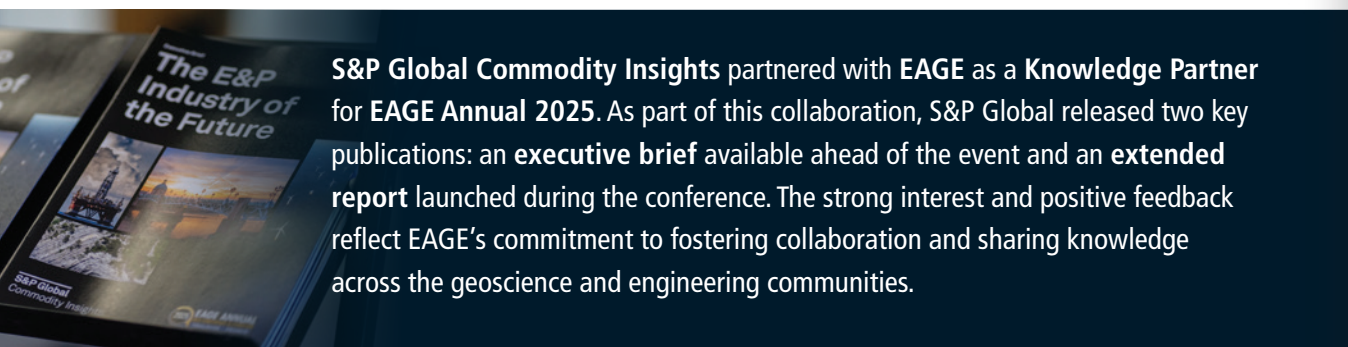 The E&P
Industry of
the Future
S&P Global
Commodity Insights
EAGE ANNUAL
S&P Global Commodity Insights partnered with EAGE as a Knowledge Partner
for EAGE Annual 2025. As part of this collaboration, S&P Global released two key
publications: an executive brief available ahead of the event and an extended
report launched during the conference. The strong interest and positive feedback
reflect EAGE’s commitment to fostering collaboration and sharing knowledge
across the geoscience and engineering communities.